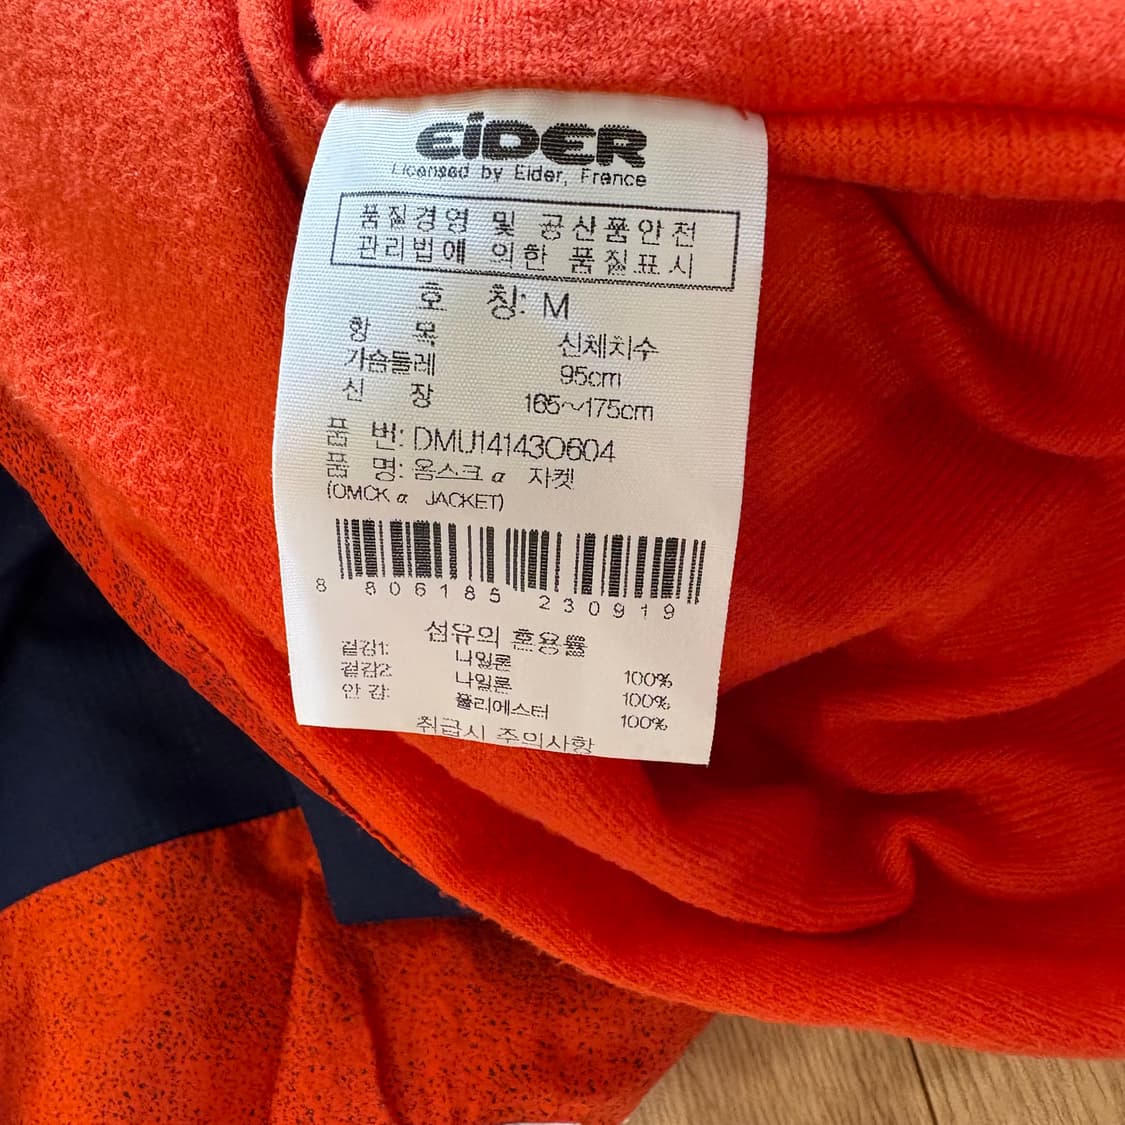 EiDER
Licensed by Eider, France
품질경영 및 공산품안전
관리법에 의한 품질표시
호 칭: M
항 목 신체치수
가슴둘레 95cm
신 장 165~175cm
품 번: DMU14143O604
품 명: 옴스크 α 자켓
(OMCK α JACKET)
8 806185 230919
섬유의 혼용률
겉감1: 나일론 100%
겉감2: 나일론 100%
안 감: 폴리에스터 100%
취급시 주의사항